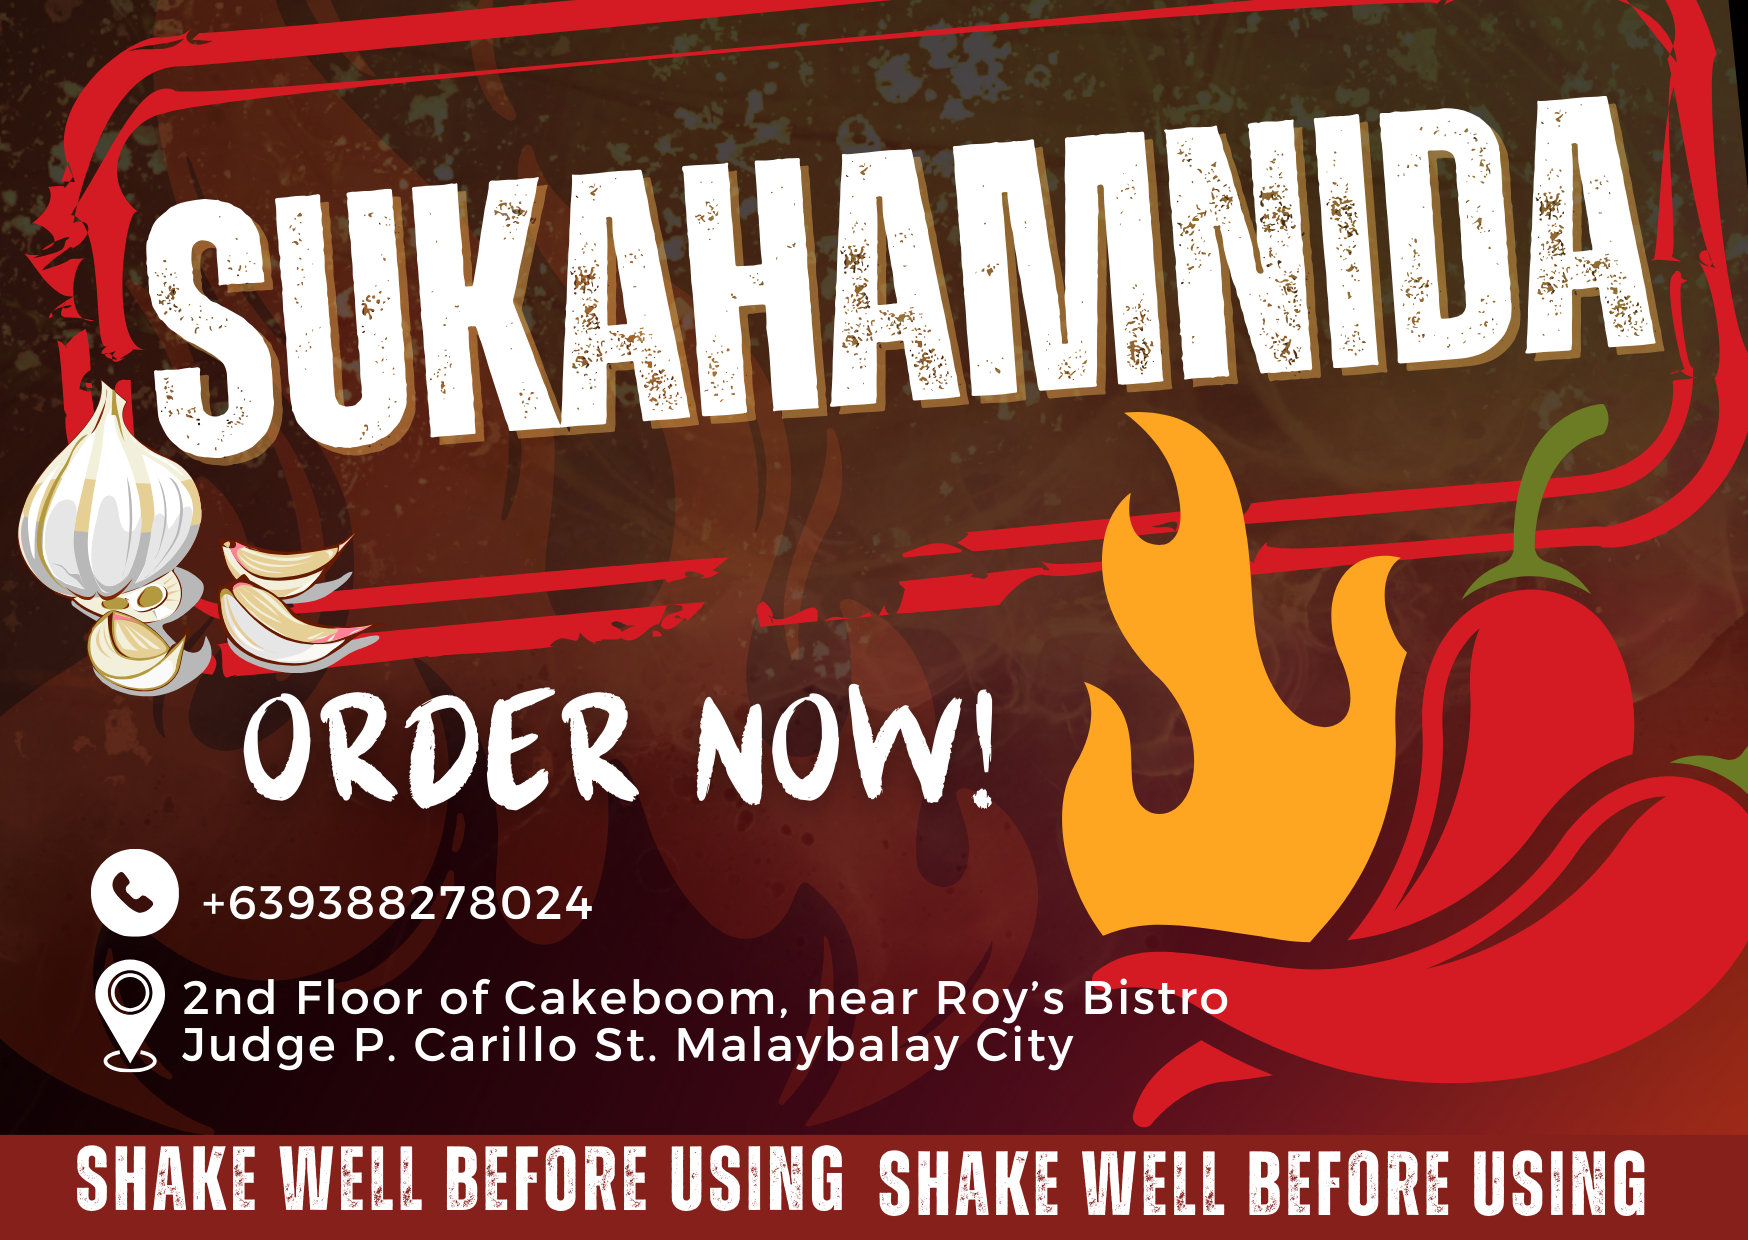 SUKAHAMNIDA
ORDER NOW!
+639388278024
2nd Floor of Cakeboom, near Roy’s Bistro
Judge P. Carillo St. Malaybalay City
SHAKE WELL BEFORE USING SHAKE WELL BEFORE USING